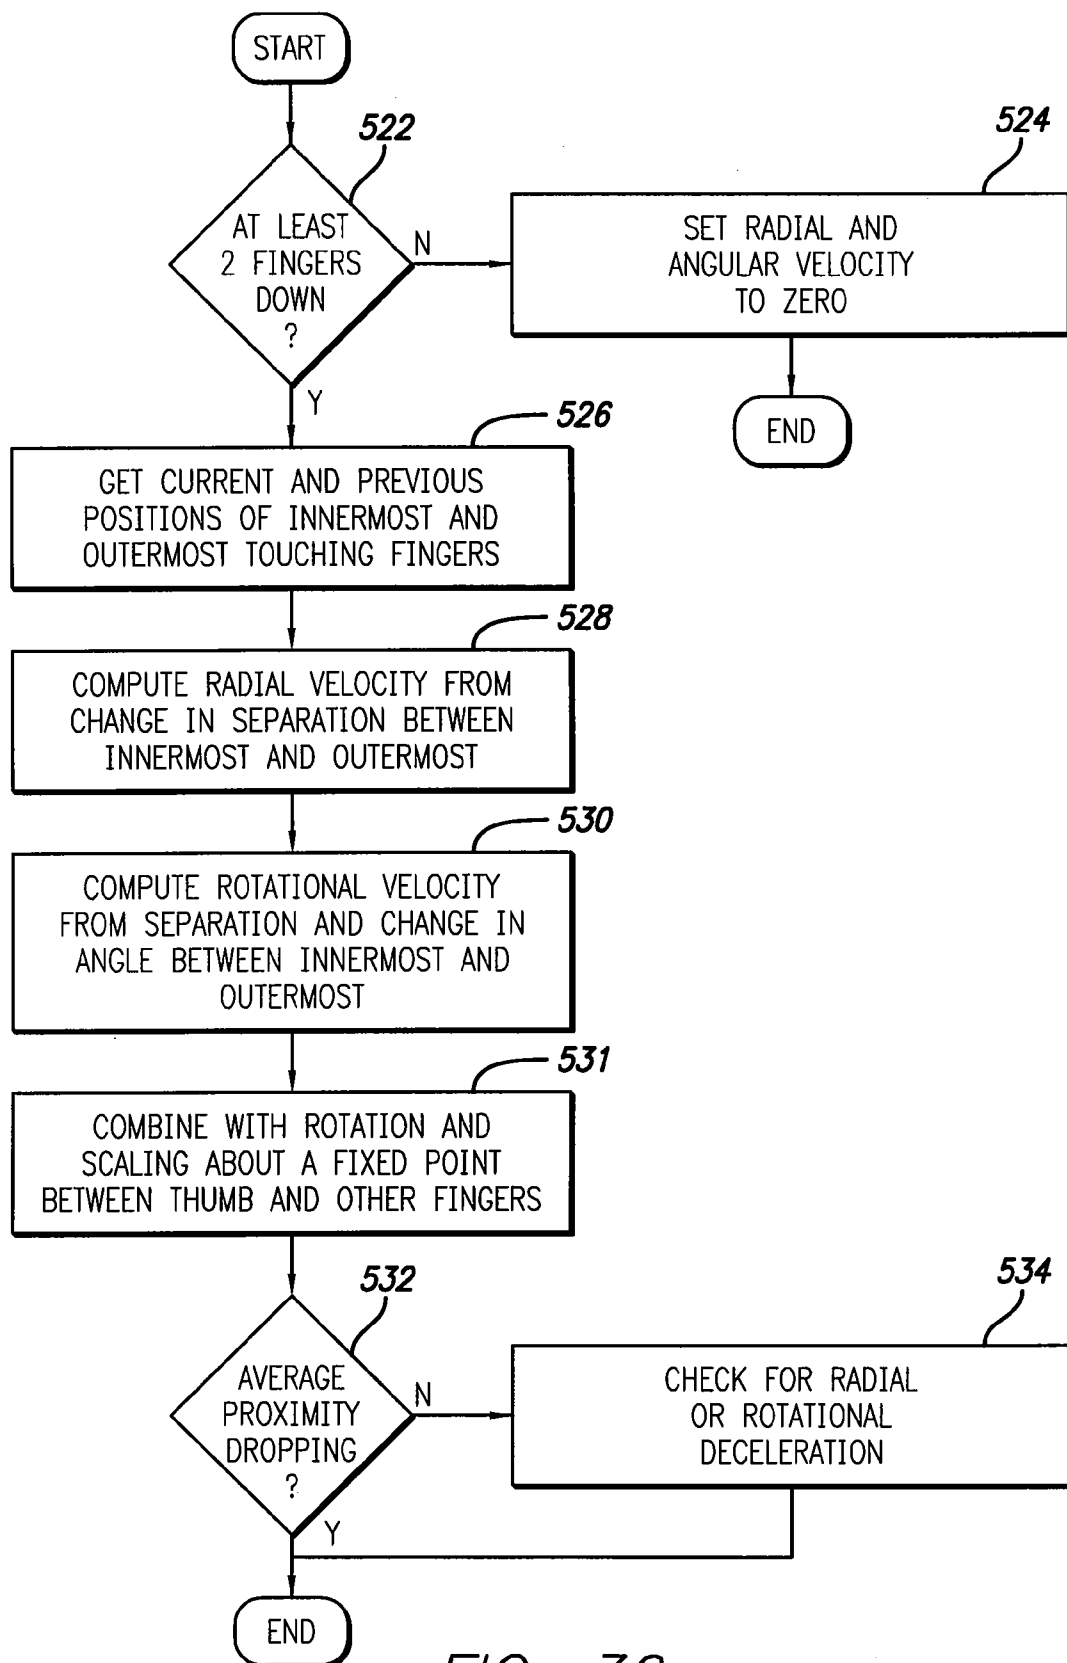 START
522
AT LEAST
2 FINGERS
DOWN
?
N
Y
524
SET RADIAL AND
ANGULAR VELOCITY
TO ZERO
END
526
GET CURRENT AND PREVIOUS
POSITIONS OF INNERMOST AND
OUTERMOST TOUCHING FINGERS
528
COMPUTE RADIAL VELOCITY FROM
CHANGE IN SEPARATION BETWEEN
INNERMOST AND OUTERMOST
530
COMPUTE ROTATIONAL VELOCITY
FROM SEPARATION AND CHANGE IN
ANGLE BETWEEN INNERMOST AND
OUTERMOST
531
COMBINE WITH ROTATION AND
SCALING ABOUT A FIXED POINT
BETWEEN THUMB AND OTHER FINGERS
532
AVERAGE
PROXIMITY
DROPPING
?
N
Y
534
CHECK FOR RADIAL
OR ROTATIONAL
DECELERATION
END